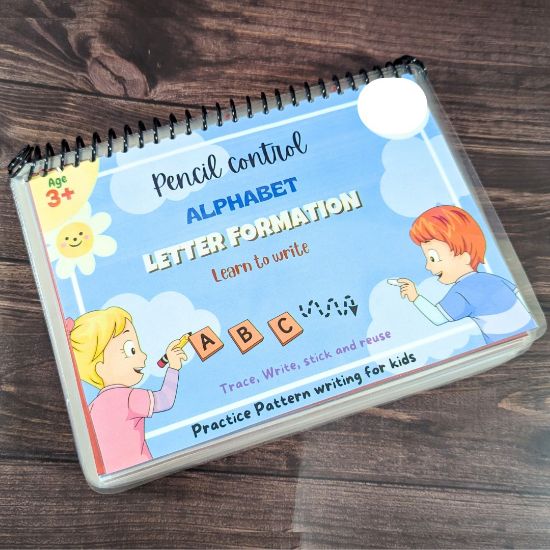 Age
3+
Pencil control
ALPHABET
LETTER FORMATION
Learn to write
A B C
Trace, Write, stick and reuse
Practice Pattern writing for kids